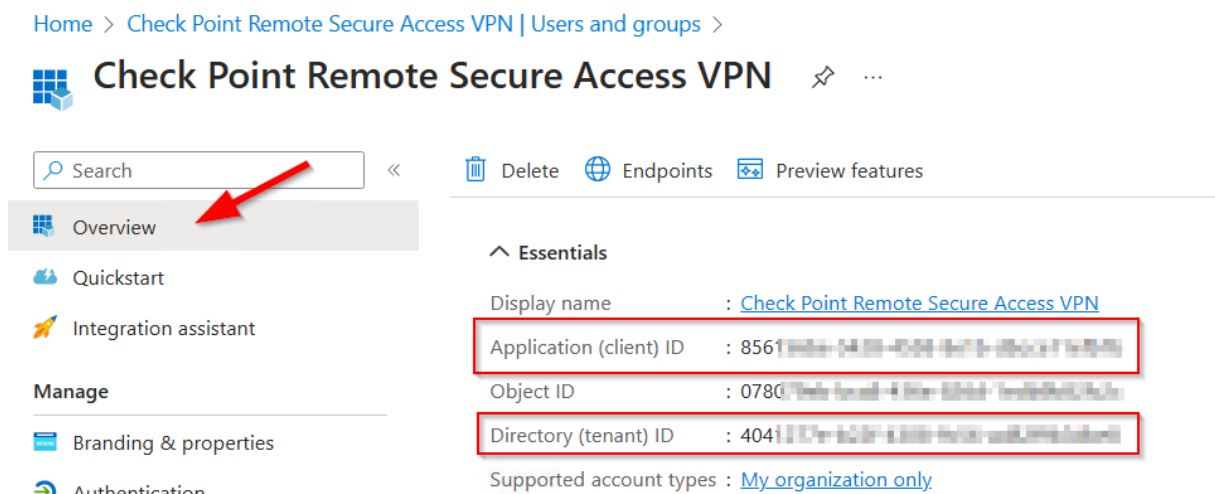 Home > Check Point Remote Secure Access VPN | Users and groups >
Check Point Remote Secure Access VPN ...
Search «
Overview
Quickstart
Integration assistant
Manage
Branding & properties
Authentication
Delete Endpoints Preview features
Essentials
Display name : Check Point Remote Secure Access VPN
Application (client) ID : 8561
Object ID : 0780
Directory (tenant) ID : 4041
Supported account types : My organization only